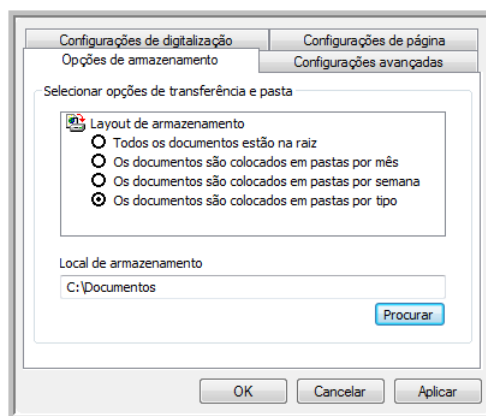 Configurações de digitalização
Configurações de página
Opções de armazenamento
Configurações avançadas
Selecionar opções de transferência e pasta
Layout de armazenamento
Todos os documentos estão na raiz
Os documentos são colocados em pastas por mês
Os documentos são colocados em pastas por semana
Os documentos são colocados em pastas por tipo
Local de armazenamento
C:\Documentos
Procurar
OK
Cancelar
Aplicar